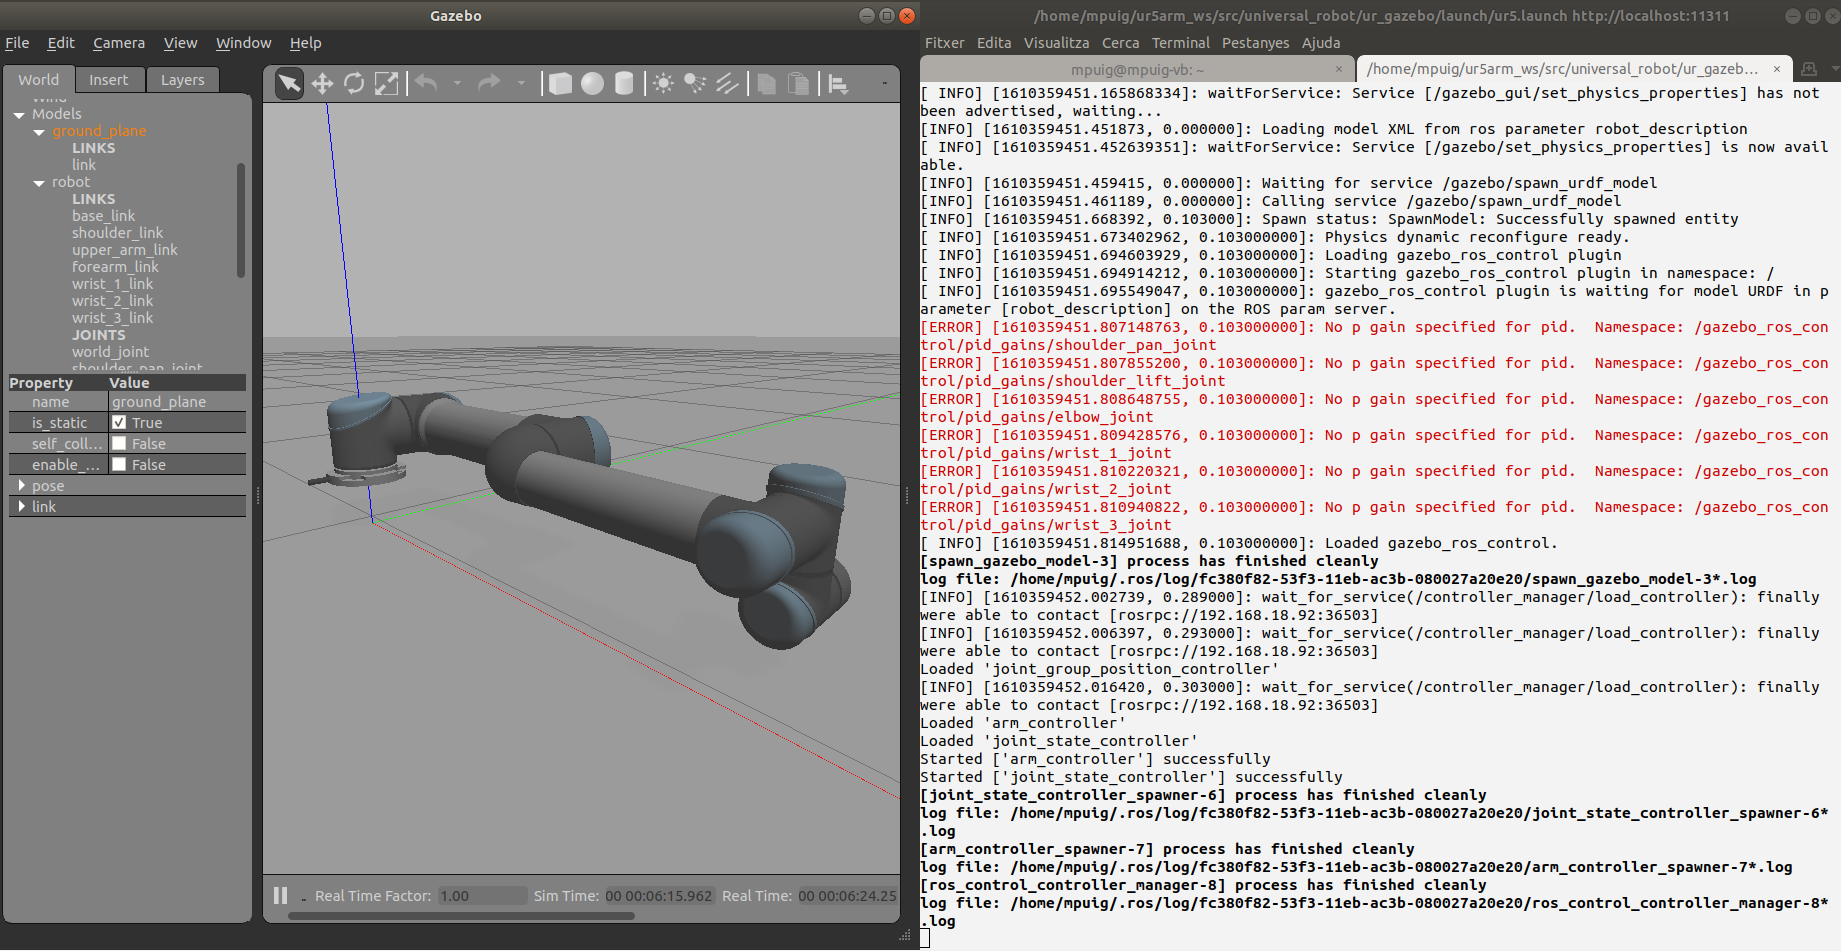 Gazebo
File Edit Camera View Window Help
World Insert Layers
Models
ground_plane
LINKS
link
robot
LINKS
base_link
shoulder_link
upper_arm_link
forearm_link
wrist_1_link
wrist_2_link
wrist_3_link
JOINTS
world_joint
shoulder_pan_joint
Property Value
name ground_plane
is_static True
self_coll... False
enable_... False
pose
link
Real Time Factor: 1.00 Sim Time: 00 00:06:15.962 Real Time: 00 00:06:24.25
/home/mpuig/ur5arm_ws/src/universal_robot/ur_gazebo/launch/ur5.launch http://localhost:11311
Fitxer Edita Visualitza Cerca Terminal Pestanyes Ajuda
mpuig@mpuig-vb: ~ × /home/mpuig/ur5arm_ws/src/universal_robot/ur_gazeb... ×
[ INFO] [1610359451.165868334]: waitForService: Service [/gazebo_gui/set_physics_properties] has not
been advertised, waiting...
[INFO] [1610359451.451873, 0.000000]: Loading model XML from ros parameter robot_description
[ INFO] [1610359451.452639351]: waitForService: Service [/gazebo/set_physics_properties] is now avail
able.
[INFO] [1610359451.459415, 0.000000]: Waiting for service /gazebo/spawn_urdf_model
[INFO] [1610359451.461189, 0.000000]: Calling service /gazebo/spawn_urdf_model
[INFO] [1610359451.668392, 0.103000]: Spawn status: SpawnModel: Successfully spawned entity
[ INFO] [1610359451.673402962, 0.103000000]: Physics dynamic reconfigure ready.
[ INFO] [1610359451.694603929, 0.103000000]: Loading gazebo_ros_control plugin
[ INFO] [1610359451.694914212, 0.103000000]: Starting gazebo_ros_control plugin in namespace: /
[ INFO] [1610359451.695549047, 0.103000000]: gazebo_ros_control plugin is waiting for model URDF in p
arameter [robot_description] on the ROS param server.
[ERROR] [1610359451.807148763, 0.103000000]: No p gain specified for pid.  Namespace: /gazebo_ros_con
trol/pid_gains/shoulder_pan_joint
[ERROR] [1610359451.807855200, 0.103000000]: No p gain specified for pid.  Namespace: /gazebo_ros_con
trol/pid_gains/shoulder_lift_joint
[ERROR] [1610359451.808648755, 0.103000000]: No p gain specified for pid.  Namespace: /gazebo_ros_con
trol/pid_gains/elbow_joint
[ERROR] [1610359451.809428576, 0.103000000]: No p gain specified for pid.  Namespace: /gazebo_ros_con
trol/pid_gains/wrist_1_joint
[ERROR] [1610359451.810220321, 0.103000000]: No p gain specified for pid.  Namespace: /gazebo_ros_con
trol/pid_gains/wrist_2_joint
[ERROR] [1610359451.810940822, 0.103000000]: No p gain specified for pid.  Namespace: /gazebo_ros_con
trol/pid_gains/wrist_3_joint
[ INFO] [1610359451.814951688, 0.103000000]: Loaded gazebo_ros_control.
[spawn_gazebo_model-3] process has finished cleanly
log file: /home/mpuig/.ros/log/fc380f82-53f3-11eb-ac3b-080027a20e20/spawn_gazebo_model-3*.log
[INFO] [1610359452.002739, 0.289000]: wait_for_service(/controller_manager/load_controller): finally
were able to contact [rosrpc://192.168.18.92:36503]
[INFO] [1610359452.006397, 0.293000]: wait_for_service(/controller_manager/load_controller): finally
were able to contact [rosrpc://192.168.18.92:36503]
Loaded 'joint_group_position_controller'
[INFO] [1610359452.016420, 0.303000]: wait_for_service(/controller_manager/load_controller): finally
were able to contact [rosrpc://192.168.18.92:36503]
Loaded 'arm_controller'
Loaded 'joint_state_controller'
Started ['arm_controller'] successfully
Started ['joint_state_controller'] successfully
[joint_state_controller_spawner-6] process has finished cleanly
log file: /home/mpuig/.ros/log/fc380f82-53f3-11eb-ac3b-080027a20e20/joint_state_controller_spawner-6*
.log
[arm_controller_spawner-7] process has finished cleanly
log file: /home/mpuig/.ros/log/fc380f82-53f3-11eb-ac3b-080027a20e20/arm_controller_spawner-7*.log
[ros_control_controller_manager-8] process has finished cleanly
log file: /home/mpuig/.ros/log/fc380f82-53f3-11eb-ac3b-080027a20e20/ros_control_controller_manager-8*
.log